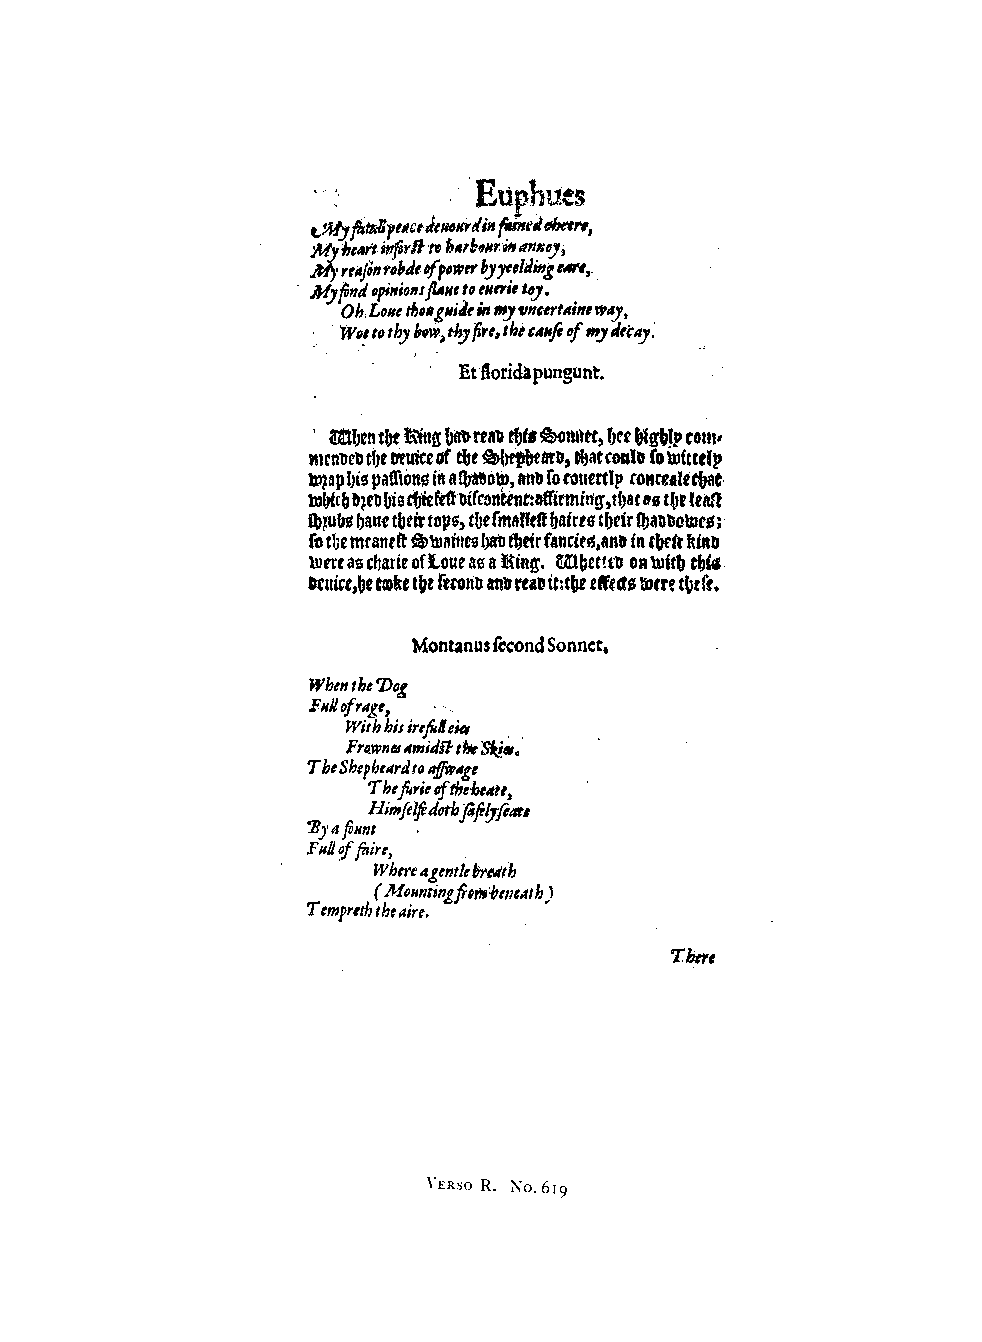 Euphues
My fatall peace deuourd in fained cheere,
My heart inforſt to harbour in annoy,
My reaſon robde of power by yeelding eare,
My fond opinions ſlaue to euerie toy.
Oh Loue thou guide in my vncertaine way,
Woe to thy bow, thy fire, the cauſe of my decay.
Et florida pungunt.
When the King had read this Sonnet, hee highly com-
mended the deuice of the Shepheard, that could ſo wittely
wrap his paſſions in a ſhadow, and ſo couertly conceale that
which bred his chiefeſt diſcontent: affirming, that as the leaſt
ſhrubs haue their tops, the ſmalleſt haires their ſhaddowes;
ſo the meaneſt Swaines had their fancies, and in their kind
were as charie of Loue as a King. Whetted on with this
deuice, he tooke the ſecond and read it: the effects were theſe.
Montanus ſecond Sonnet.
When the Dog
Full of rage,
With his irefull eies
Frownes amidſt the Skies.
The Shepheard to aſſwage
The furie of the heate,
Himſelfe doth ſafely ſeate
By a fount
Full of faire,
Where a gentle breath
(Mounting from beneath)
Tempreth the aire.
There
VERSO R. No. 619